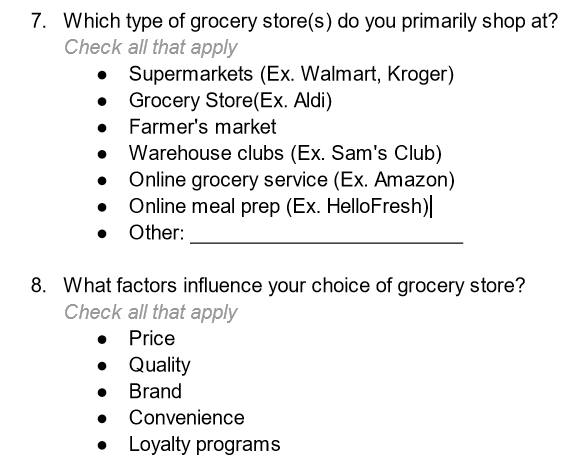 7. Which type of grocery store(s) do you primarily shop at?
Check all that apply
● Supermarkets (Ex. Walmart, Kroger)
● Grocery Store(Ex. Aldi)
● Farmer's market
● Warehouse clubs (Ex. Sam's Club)
● Online grocery service (Ex. Amazon)
● Online meal prep (Ex. HelloFresh)
● Other: __________________________
8. What factors influence your choice of grocery store?
Check all that apply
● Price
● Quality
● Brand
● Convenience
● Loyalty programs